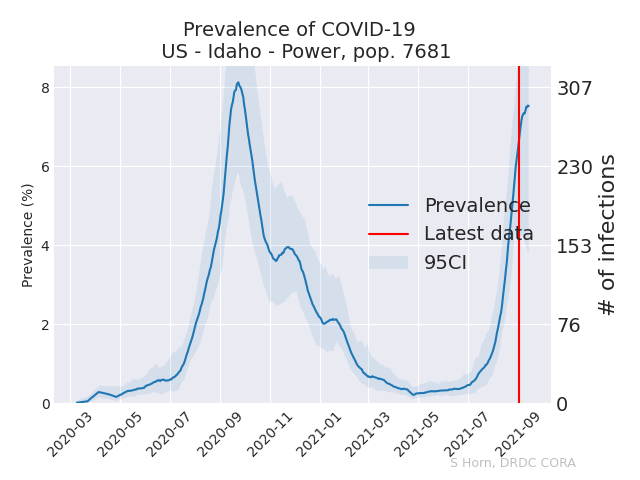 Prevalence of COVID-19
US - Idaho - Power, pop. 7681
Prevalence (%)
8
6
4
2
0
307
230
153
76
0
# of infections
Prevalence
Latest data
95CI
2020-03
2020-05
2020-07
2020-09
2020-11
2021-01
2021-03
2021-05
2021-07
2021-09
S Horn, DRDC CORA